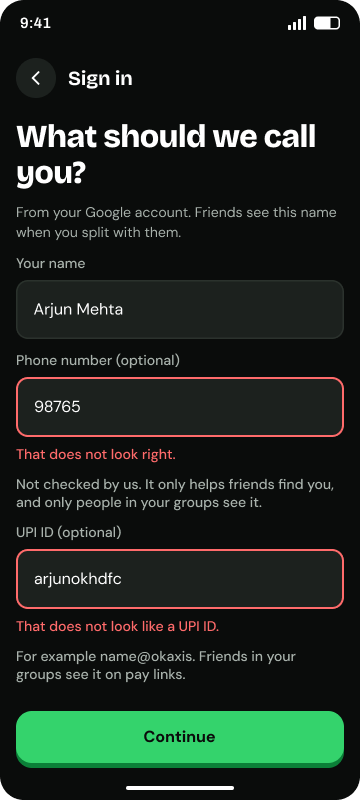 9:41
Sign in
What should we call
you?
From your Google account. Friends see this name
when you split with them.
Your name
Arjun Mehta
Phone number (optional)
98765
That does not look right.
Not checked by us. It only helps friends find you,
and only people in your groups see it.
UPI ID (optional)
arjunokhdfc
That does not look like a UPI ID.
For example name@okaxis. Friends in your
groups see it on pay links.
Continue